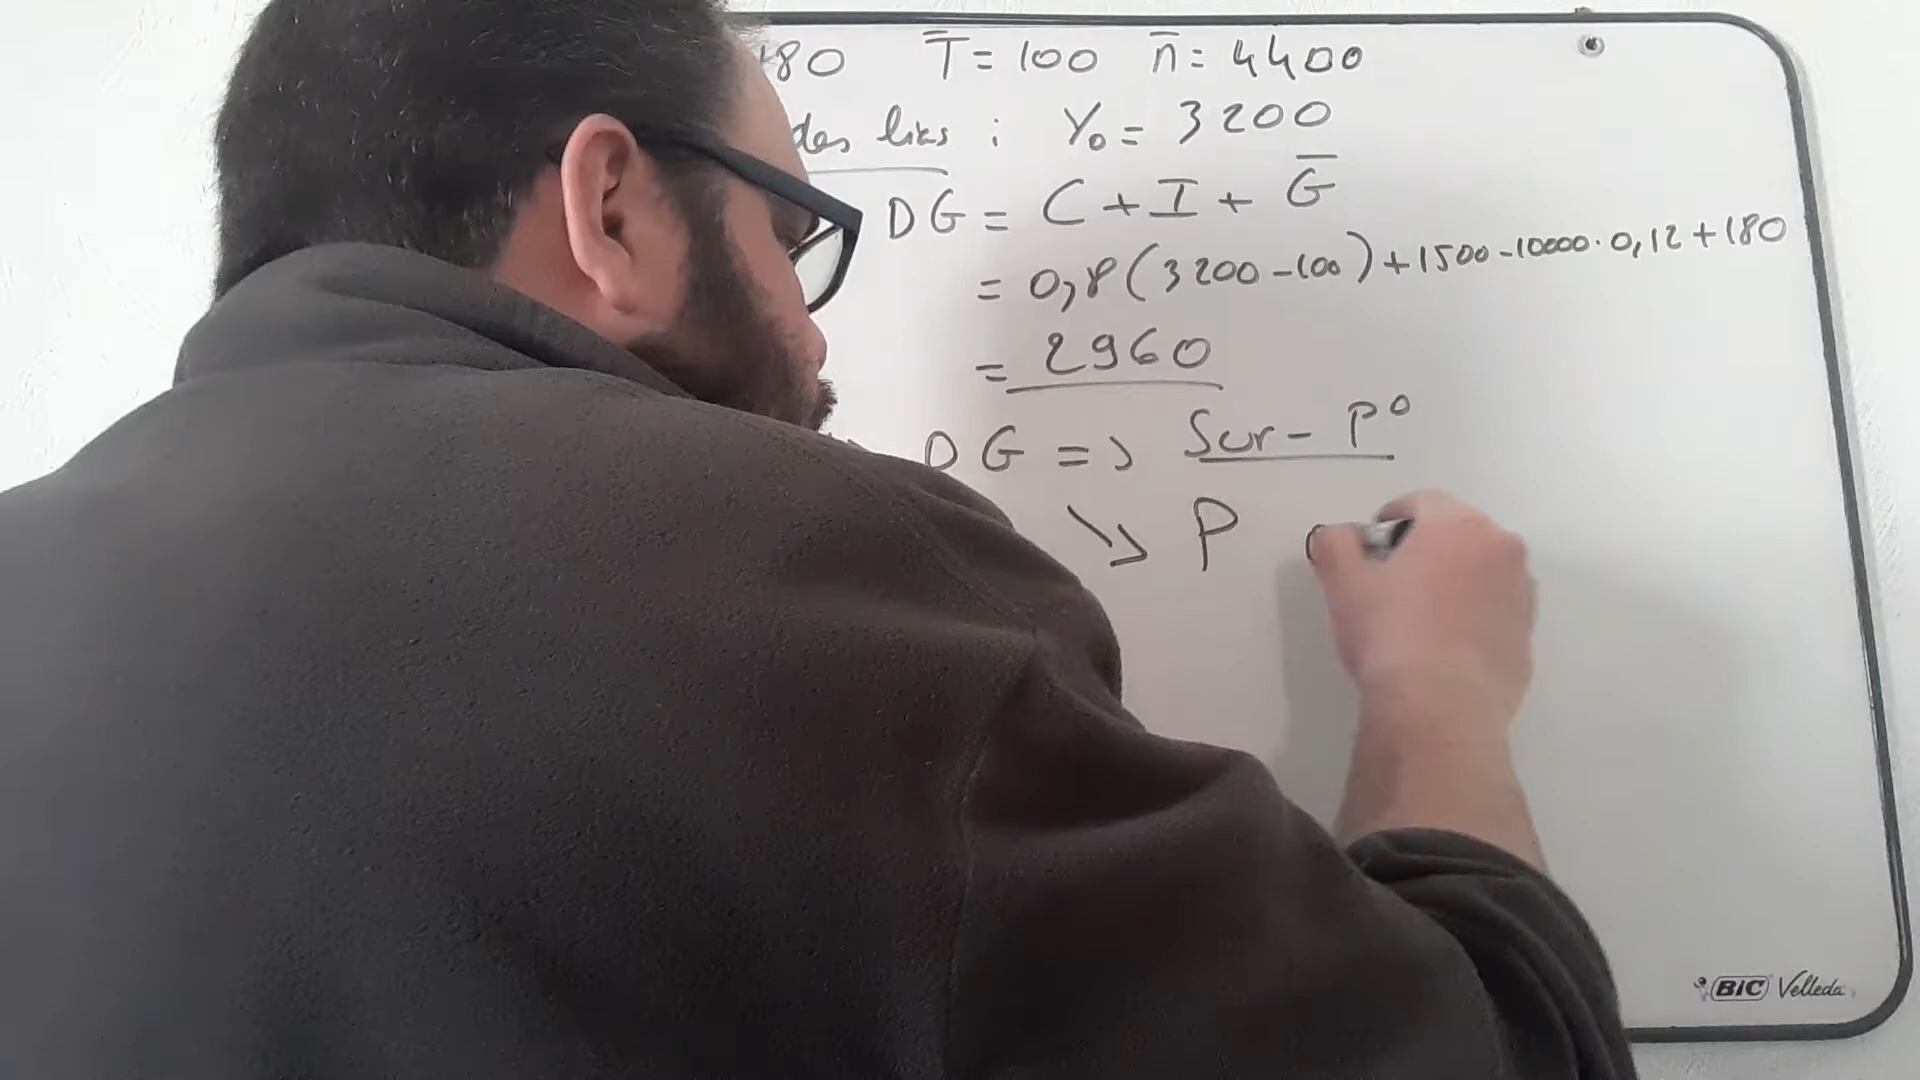 180 T̅ = 100 n̅ = 4400
des biens : Y₀ = 3200
DG = C + I + G̅
= 0,8 (3200 - 100) + 1500 - 10000 · 0,12 + 180
= 2960
DG => Sur - P°
↘ P
BIC Velleda